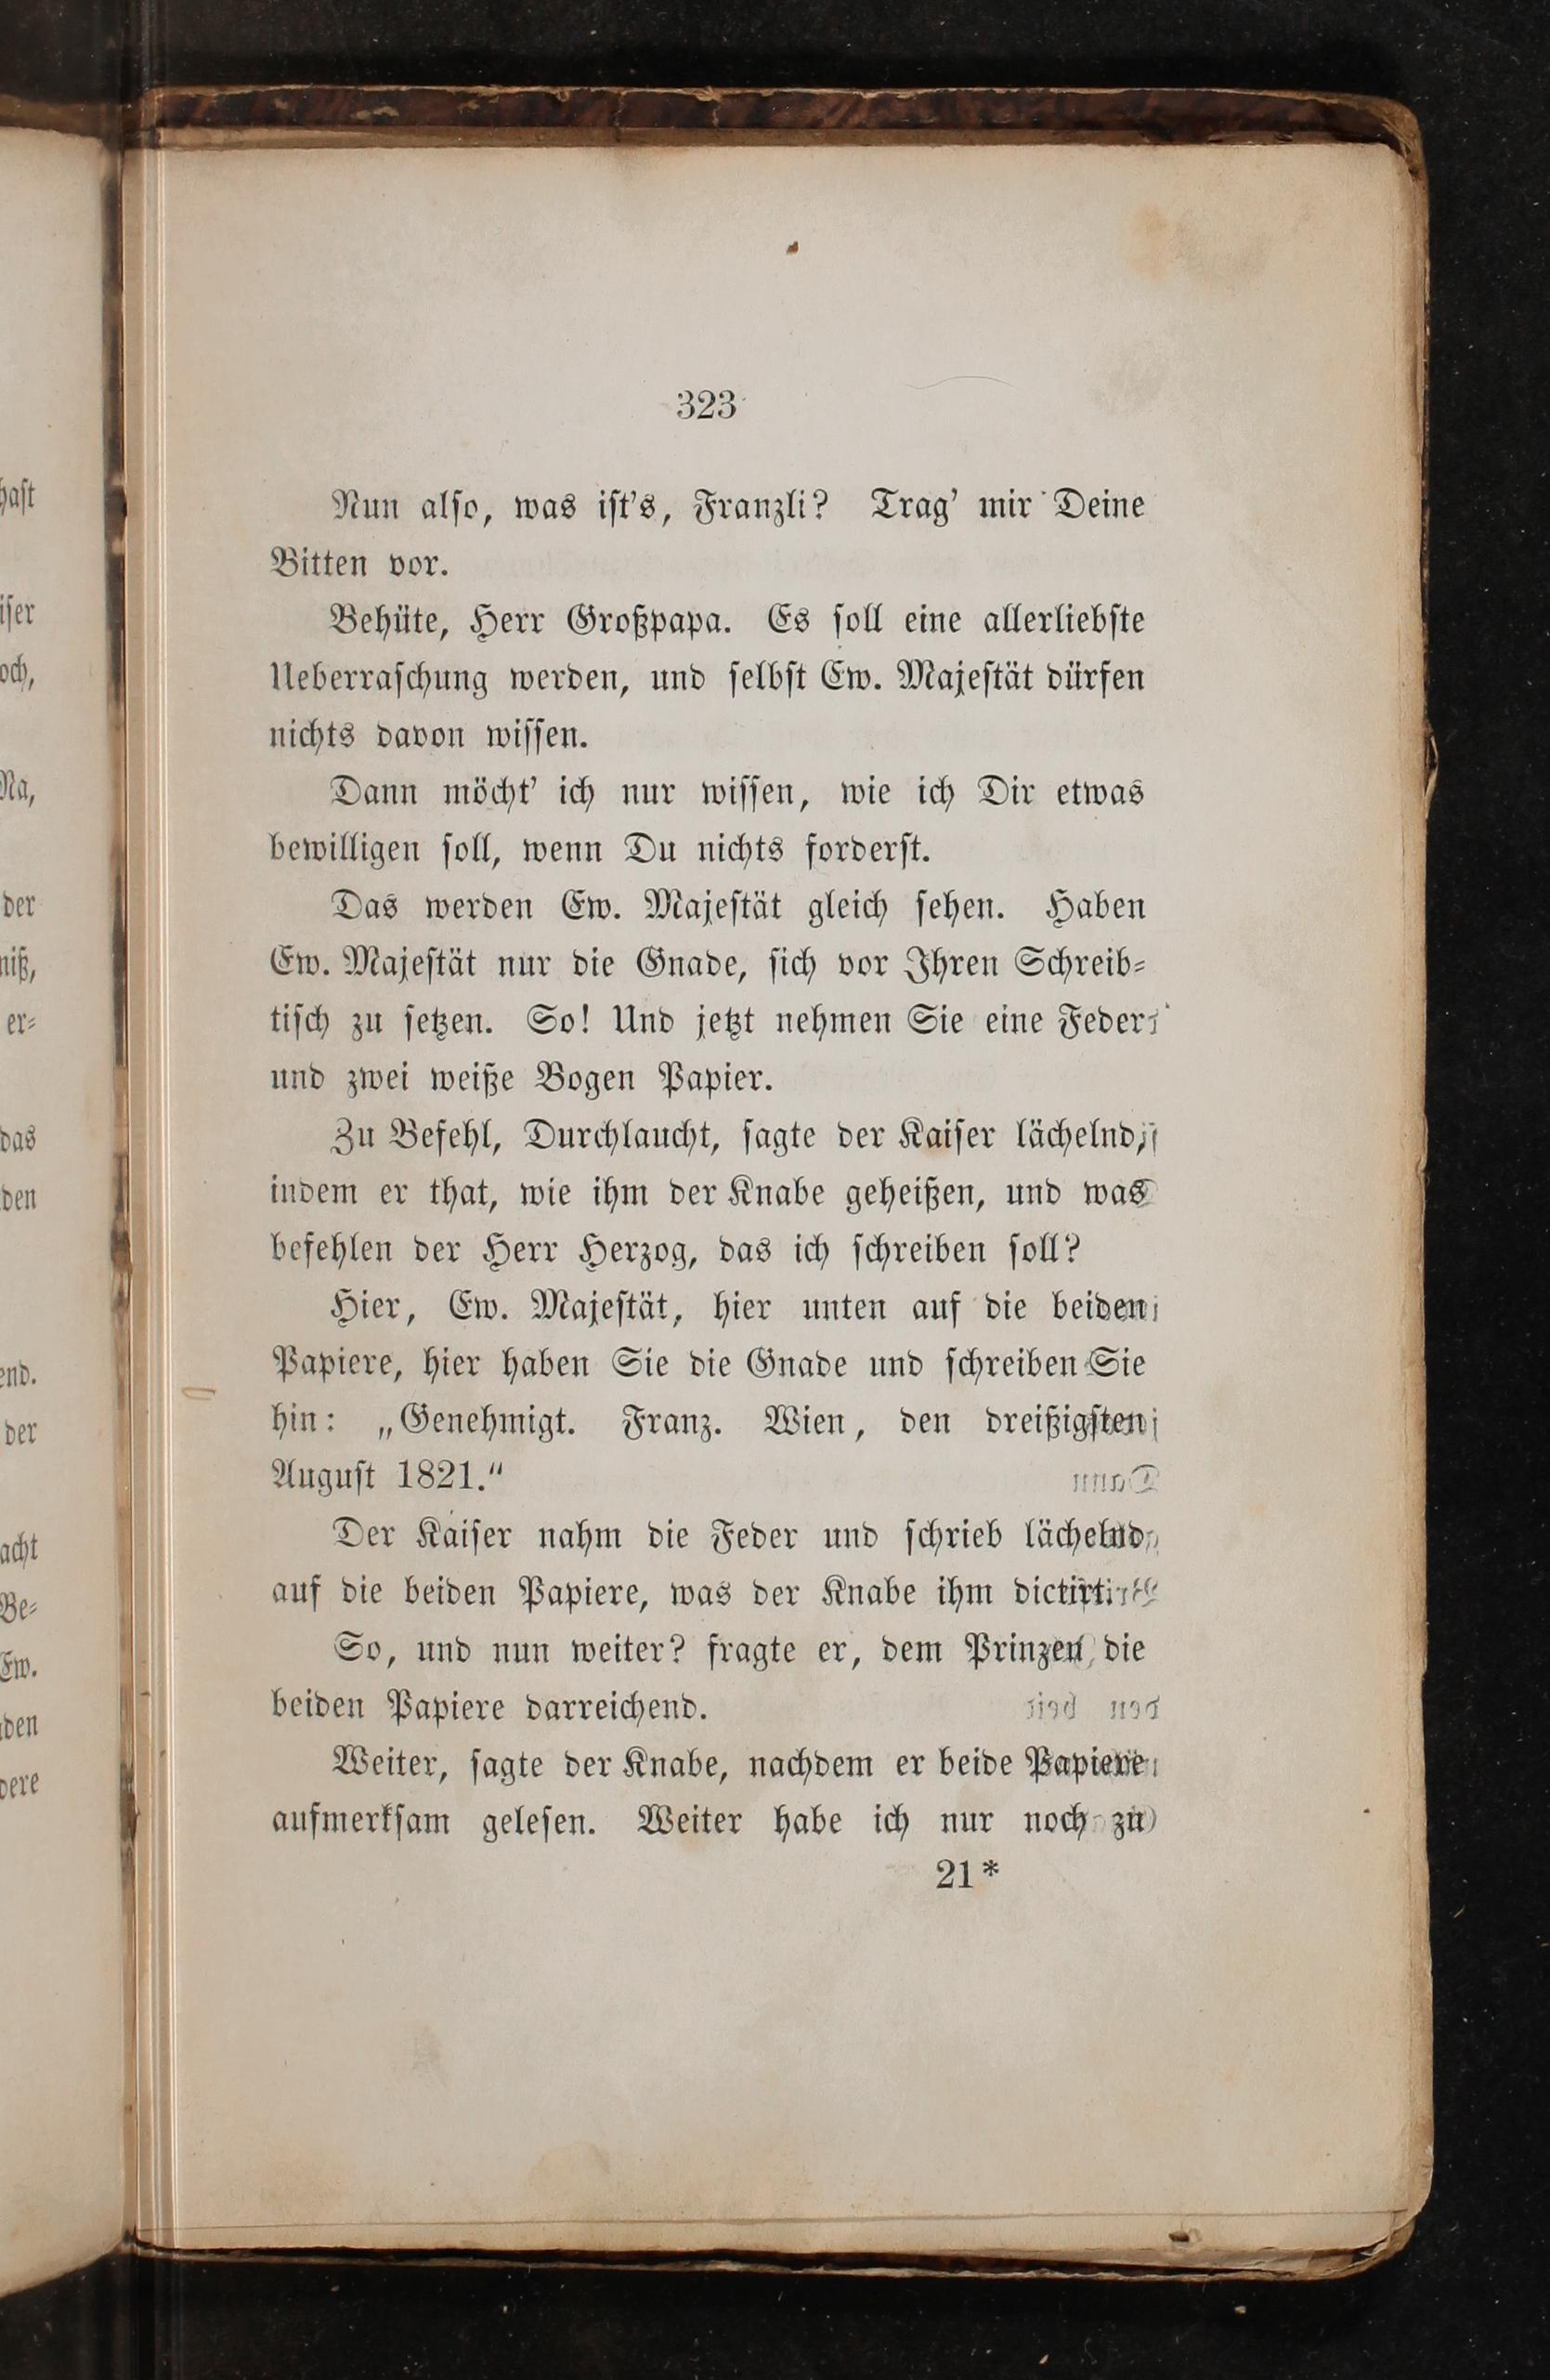 323
Nun also, was ist's, Franzli? Trag' mir Deine
Bitten vor.
Behüte, Herr Großpapa. Es soll eine allerliebste
Ueberraschung werden, und selbst Ew. Majestät dürfen
nichts davon wissen.
Dann möcht' ich nur wissen, wie ich Dir etwas
bewilligen soll, wenn Du nichts forderst.
Das werden Ew. Majestät gleich sehen. Haben
Ew. Majestät nur die Gnade, sich vor Ihren Schreib-
tisch zu setzen. So! Und jetzt nehmen Sie eine Feder
und zwei weiße Bogen Papier.
Zu Befehl, Durchlaucht, sagte der Kaiser lächelnd,
indem er that, wie ihm der Knabe geheißen, und was
befehlen der Herr Herzog, das ich schreiben soll?
Hier, Ew. Majestät, hier unten auf die beiden
Papiere, hier haben Sie die Gnade und schreiben Sie
hin: „Genehmigt. Franz. Wien, den dreißigsten
August 1821.“
Der Kaiser nahm die Feder und schrieb lächelnd
auf die beiden Papiere, was der Knabe ihm dictirt.
So, und nun weiter? fragte er, dem Prinzen die
beiden Papiere darreichend.
Weiter, sagte der Knabe, nachdem er beide Papiere
aufmerksam gelesen. Weiter habe ich nur noch zu
21*